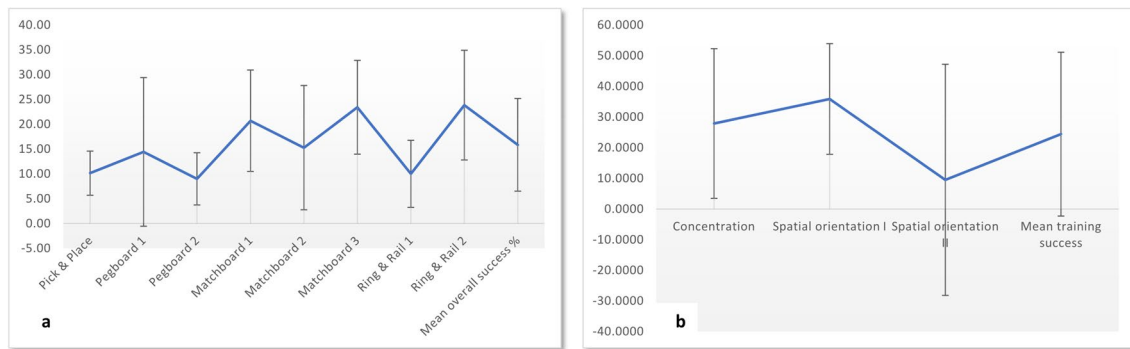 40.00
35.00
30.00
25.00
20.00
15.00
10.00
5.00
0.00
-5.00
Pick & Place
Pegboard 1
Pegboard 2
Matchboard 1
Matchboard 2
Matchboard 3
Ring & Rail 1
Ring & Rail 2
Mean overall success %
a
60.0000
50.0000
40.0000
30.0000
20.0000
10.0000
0.0000
-10.0000
-20.0000
-30.0000
-40.0000
Concentration
Spatial orientation I
Spatial orientation
II
Mean training
success
b